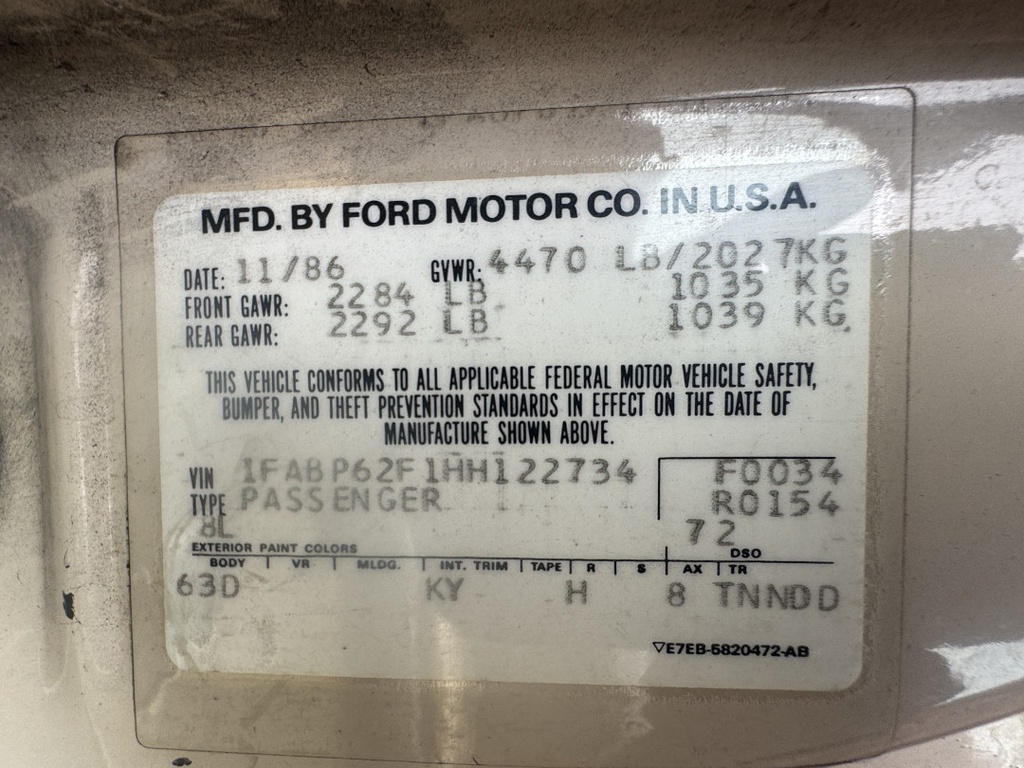 MFD. BY FORD MOTOR CO. IN U.S.A.
DATE: 11/86 GVWR: 4470 LB/2027KG
FRONT GAWR: 2284 LB 1035 KG
REAR GAWR: 2292 LB 1039 KG
THIS VEHICLE CONFORMS TO ALL APPLICABLE FEDERAL MOTOR VEHICLE SAFETY,
BUMPER, AND THEFT PREVENTION STANDARDS IN EFFECT ON THE DATE OF
MANUFACTURE SHOWN ABOVE.
VIN 1FABP62F1HH122734 F0034
TYPE PASSENGER R0154
8L 72
EXTERIOR PAINT COLORS DSO
BODY VR MLDG. INT. TRIM TAPE R S AX TR
63D KY H 8 TNNDD
▽E7EB-5820472-AB